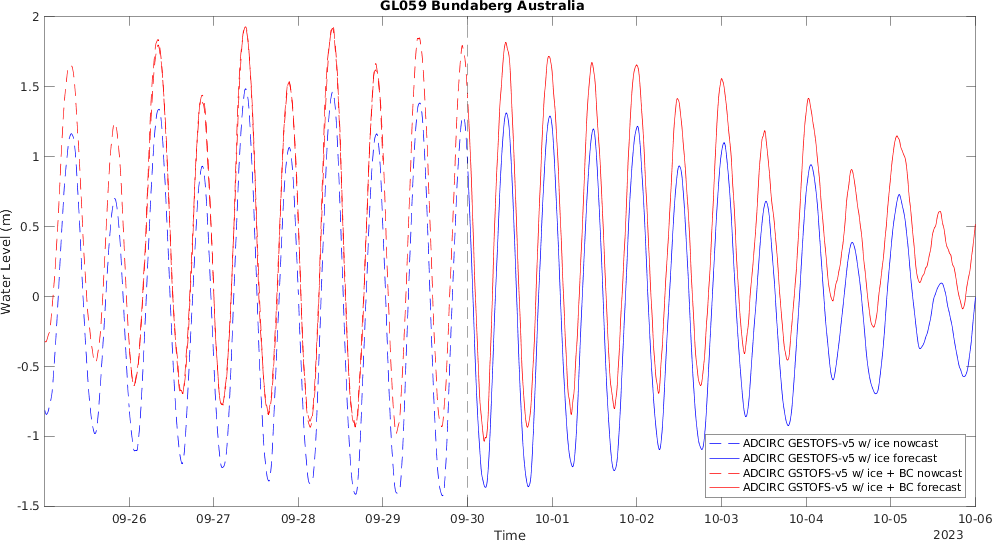 GL059 Bundaberg Australia
2
1.5
1
0.5
0
-0.5
-1
-1.5
Water Level (m)
ADCIRC GESTOFS-v5 w/ ice nowcast
ADCIRC GESTOFS-v5 w/ ice forecast
ADCIRC GSTOFS-v5 w/ ice + BC nowcast
ADCIRC GSTOFS-v5 w/ ice + BC forecast
09-26 09-27 09-28 09-29 09-30 10-01 10-02 10-03 10-04 10-05 10-06
Time
2023